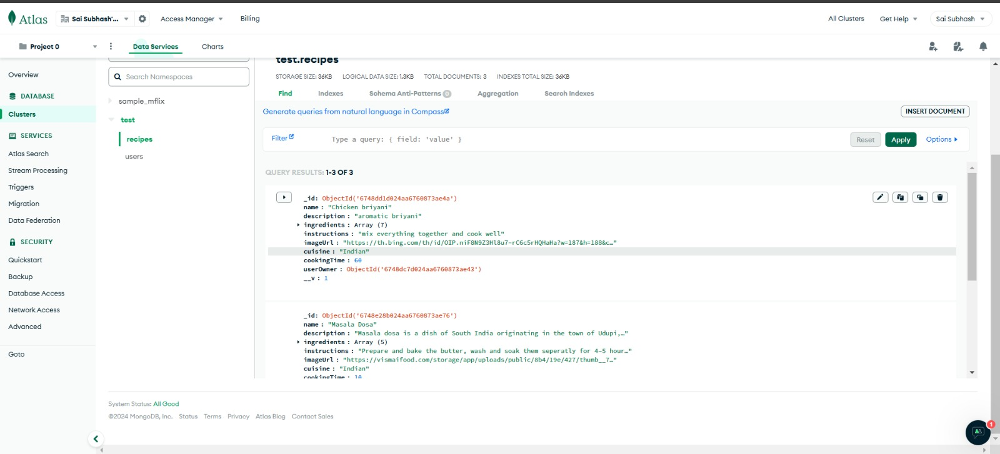 Atlas
Sai Subhash'...
Access Manager
Billing
All Clusters
Get Help
Sai Subhash
Project 0
Data Services
Charts
Overview
DATABASE
Clusters
SERVICES
Atlas Search
Stream Processing
Triggers
Migration
Data Federation
SECURITY
Quickstart
Backup
Database Access
Network Access
Advanced
Goto
Search Namespaces
sample_mflix
test
recipes
users
test.recipes
STORAGE SIZE: 36KB LOGICAL DATA SIZE: 1.3KB TOTAL DOCUMENTS: 3 INDEXES TOTAL SIZE: 36KB
Find Indexes Schema Anti-Patterns 0 Aggregation Search Indexes
Generate queries from natural language in Compass
INSERT DOCUMENT
Filter
Type a query: { field: 'value' }
Reset
Apply
Options
QUERY RESULTS: 1-3 OF 3
_id: ObjectId('6748dd1d024aa6760873ae4a')
name : "Chicken briyani"
description : "aromatic briyani"
ingredients : Array (7)
instructions : "mix everything together and cook well"
imageUrl : "https://th.bing.com/th/id/OIP.niF8N9Z3Hl8u7-rC6c5rHQHaHa?w=187&h=188&c…"
cuisine : "Indian"
cookingTime : 60
userOwner : ObjectId('6748dc7d024aa6760873ae43')
__v : 1
_id: ObjectId('6748e28b024aa6760873ae76')
name : "Masala Dosa"
description : "Masala dosa is a dish of South India originating in the town of Udupi,…"
ingredients : Array (5)
instructions : "Prepare and bake the butter, wash and soak them seperatly for 4-5 hour…"
imageUrl : "https://vismaifood.com/storage/app/uploads/public/8b4/19e/427/thumb__7…"
cuisine : "Indian"
cookingTime : 10
System Status: All Good
©2024 MongoDB, Inc. Status Terms Privacy Atlas Blog Contact Sales
1